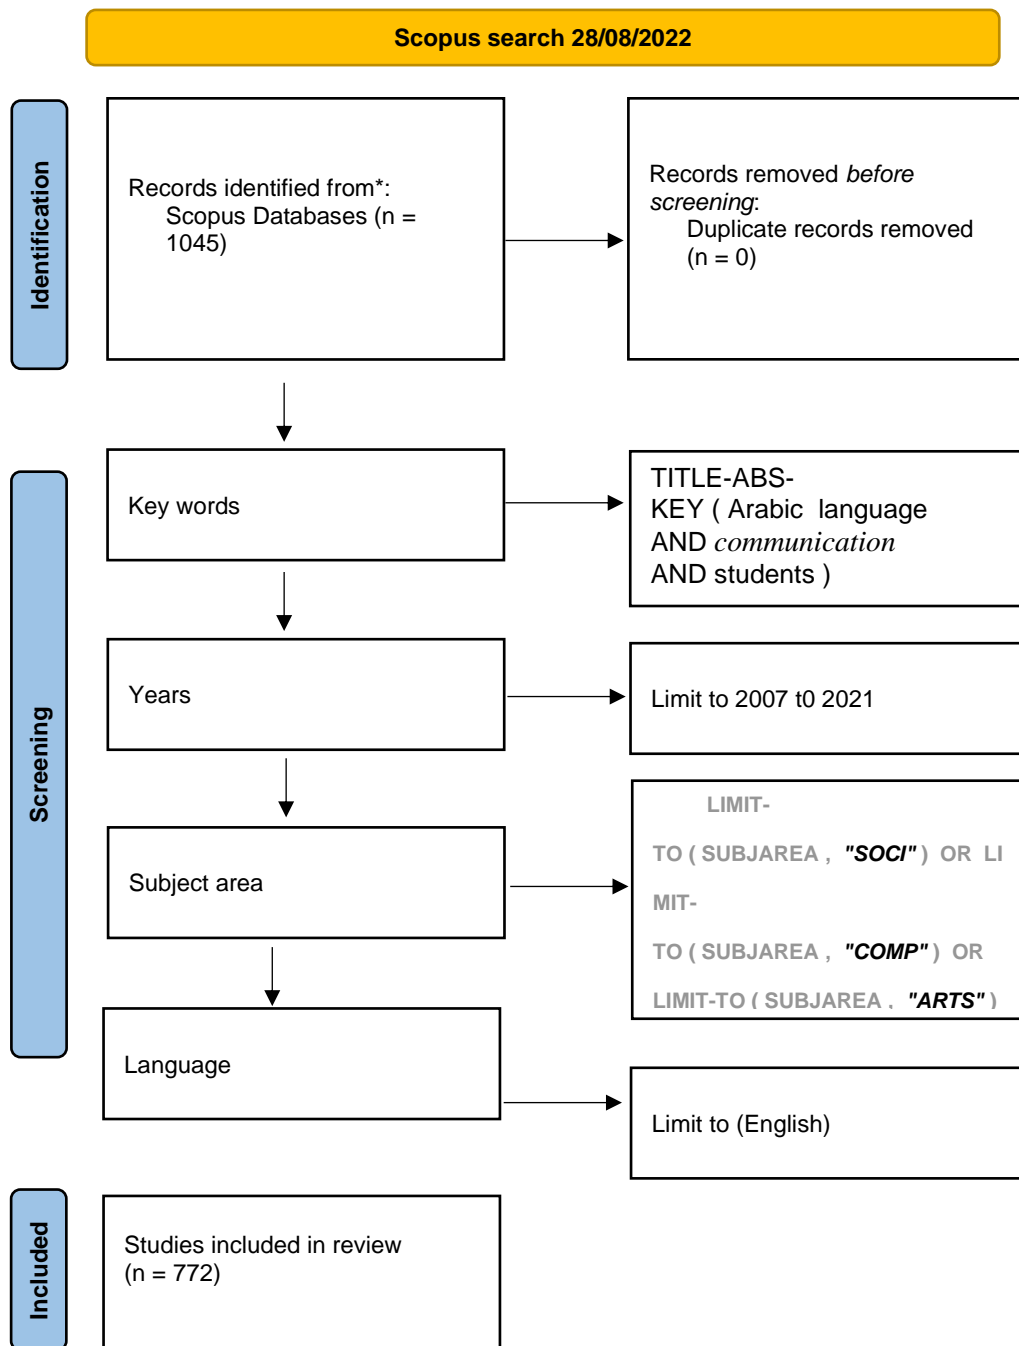 Scopus search 28/08/2022
Identification
Records identified from*:
Scopus Databases (n =
1045)
Records removed before
screening:
Duplicate records removed
(n = 0)
Screening
Key words
TITLE-ABS-
KEY ( Arabic language
AND communication
AND students )
Years
Limit to 2007 t0 2021
Subject area
LIMIT-
TO ( SUBJAREA , "SOCI" ) OR LI
MIT-
TO ( SUBJAREA , "COMP" ) OR
LIMIT-TO ( SUBJAREA , "ARTS" )
Language
Limit to (English)
Included
Studies included in review
(n = 772)